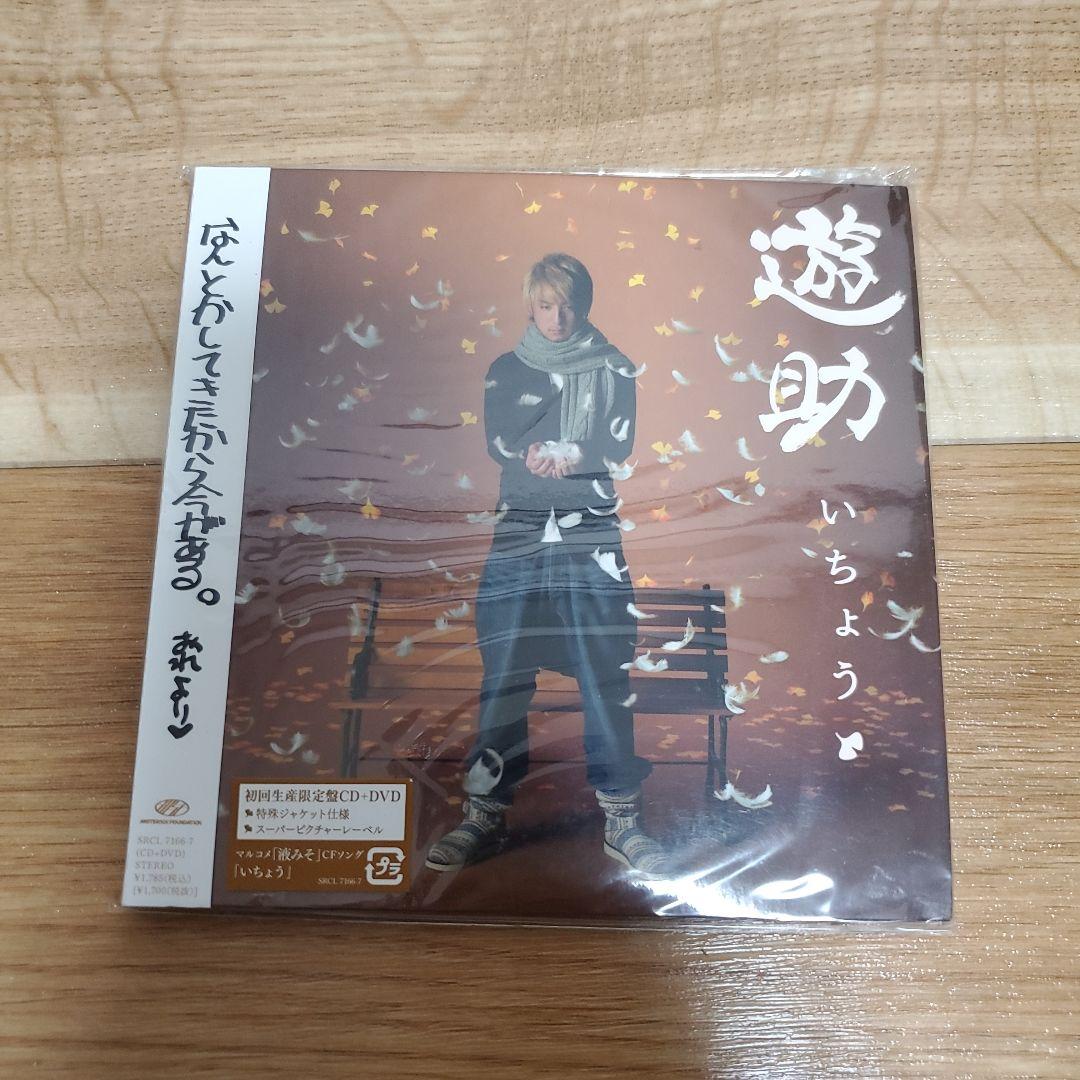 なんとかしてきたから今がある。
おれより
遊助
いちょう
初回生産限定盤CD+DVD
特殊ジャケット仕様
スーパーピクチャーレーベル
マルコメ「液みそ」CFソング
「いちょう」
プラ
SRCL 7166-7
SRCL 7166-7
(CD+DVD)
STEREO
¥1,785(税込)
[¥1,700(税抜)]